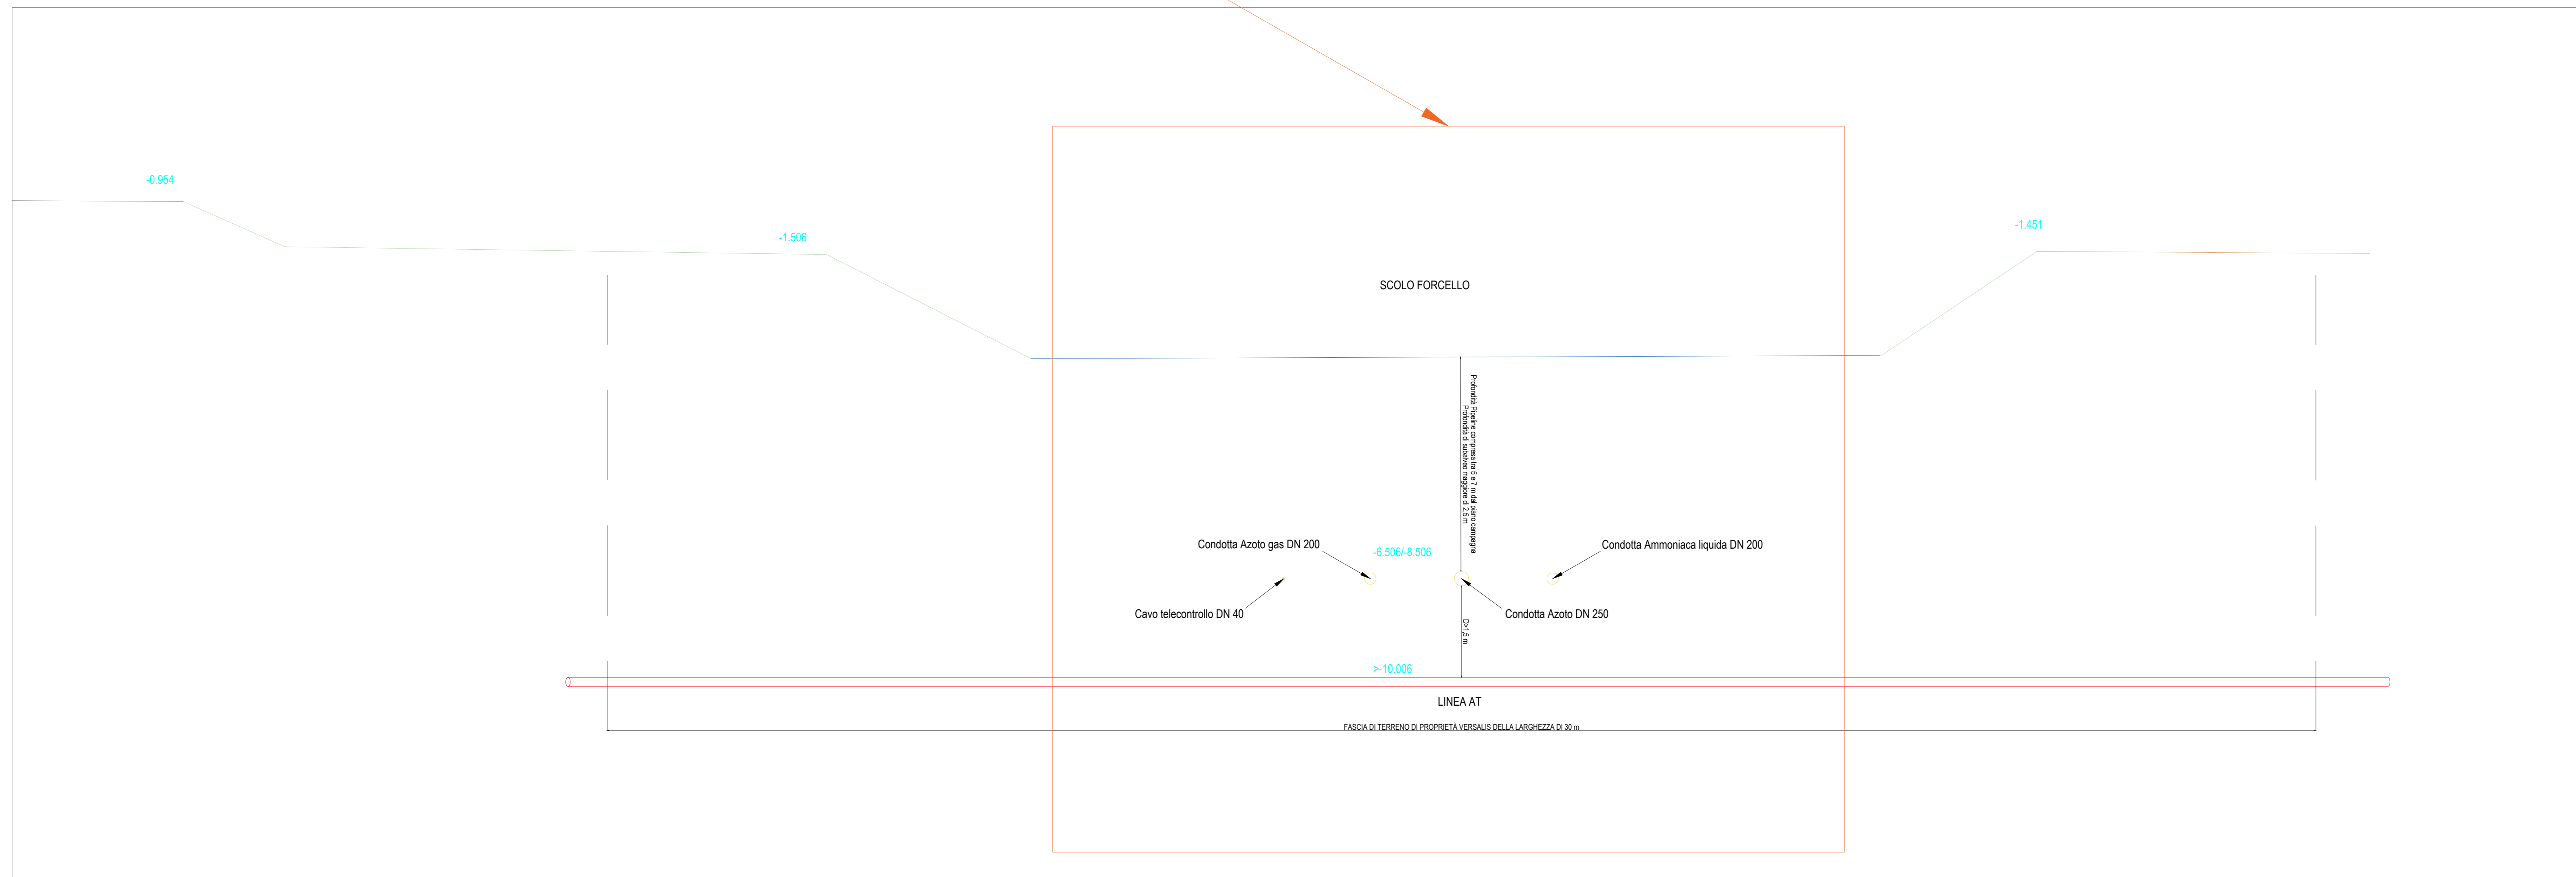 -0.954
-1.506
-1.451
SCOLO FORCELLO
Profondità Pipeline compresa tra 5 e 7 m dal piano campagna
Profondità di subalveo maggiore di 2,5 m
Condotta Azoto gas DN 200
-6.506/-8.506
Condotta Ammoniaca liquida DN 200
Cavo telecontrollo DN 40
Condotta Azoto DN 250
D>1,5 m
>-10.006
LINEA AT
FASCIA DI TERRENO DI PROPRIETÀ VERSALIS DELLA LARGHEZZA DI 30 m